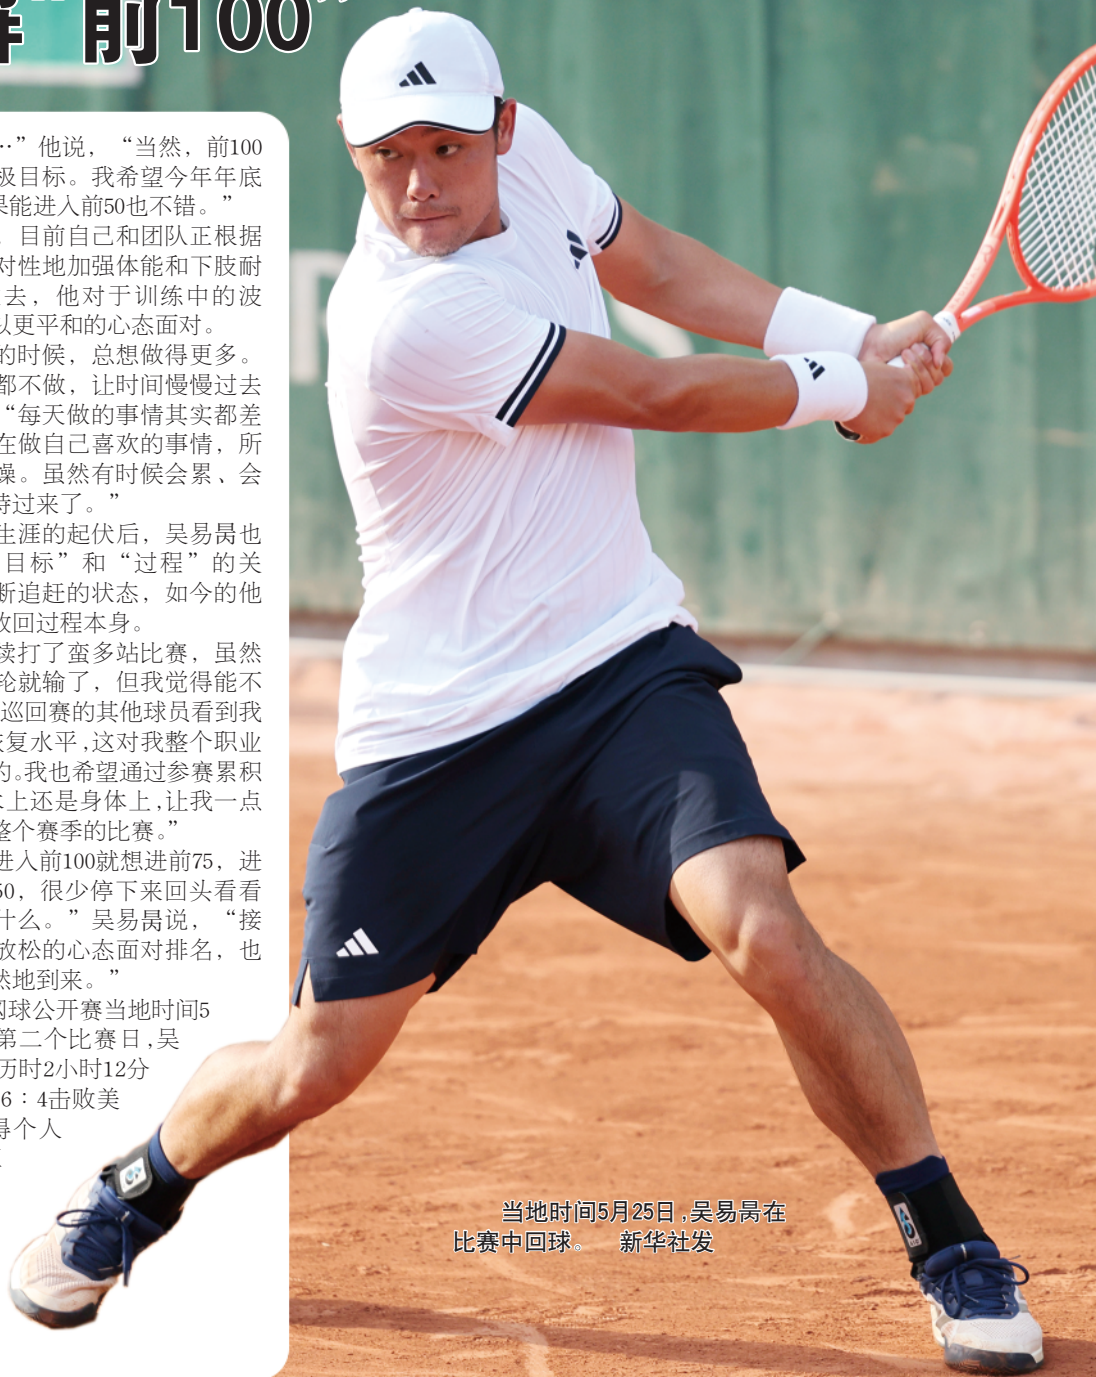 ”前100”
…”他说，“当然，前100
极目标。我希望今年年底
果能进入前50也不错。”
目前自己和团队正根据
对性地加强体能和下肢耐
去，他对于训练中的波
以更平和的心态面对。
的时候，总想做得更多。
都不做，让时间慢慢过去
“每天做的事情其实都差
在做自己喜欢的事情，所
燥。虽然有时候会累、会
持过来了。”
生涯的起伏后，吴易昺也
目标”和“过程”的关
断追赶的状态，如今的他
放回过程本身。
续打了蛮多站比赛，虽然
轮就输了，但我觉得能不
巡回赛的其他球员看到我
恢复水平，这对我整个职业
的。我也希望通过参赛累积
术上还是身体上，让我一点
整个赛季的比赛。”
进入前100就想进前75，进
50，很少停下来回头看看
什么。”吴易昺说，“接
放松的心态面对排名，也
然地到来。”
网球公开赛当地时间5
第二个比赛日，吴
历时2小时12分
6：4击败美
得个人
当地时间5月25日，吴易昺在
比赛中回球。 新华社发